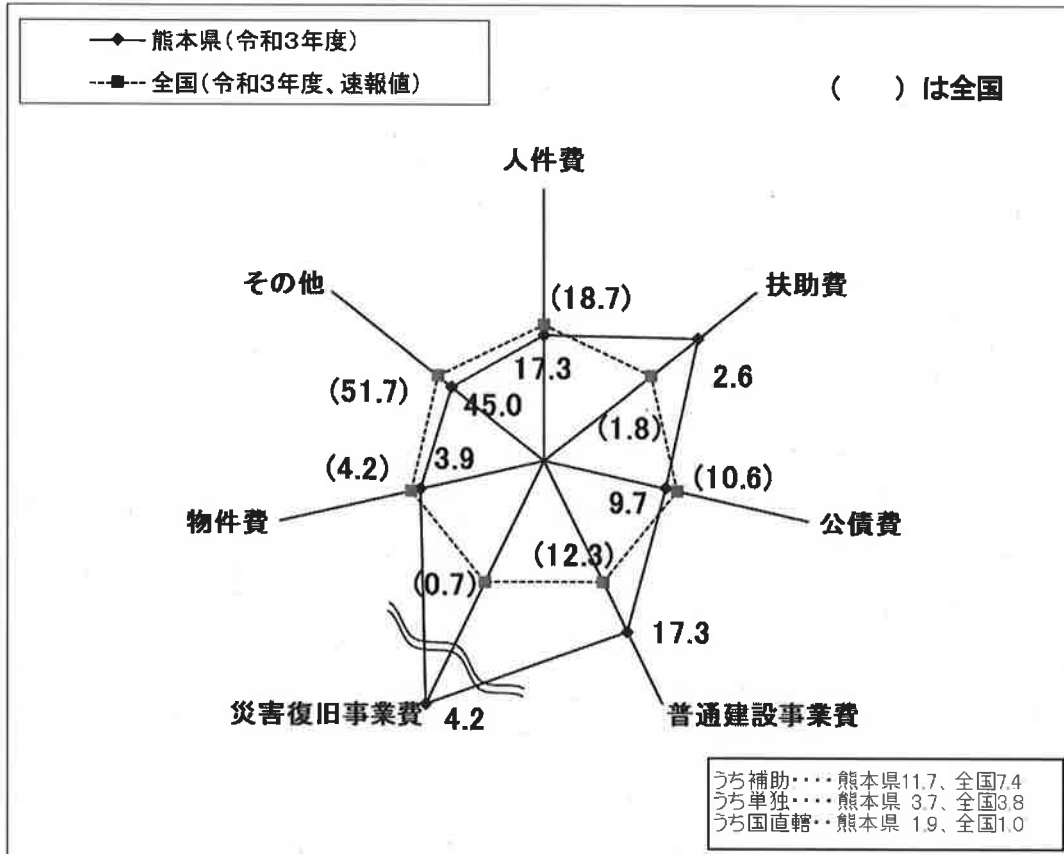 熊本県(令和3年度)
全国(令和3年度、速報値)
( )は全国
人件費
その他
扶助費
(18.7)
17.3
2.6
(51.7)
45.0
(1.8)
(4.2)
3.9
9.7
(10.6)
物件費
公債費
(12.3)
(0.7)
17.3
災害復旧事業費
4.2
普通建設事業費
うち補助‥‥熊本県11.7、全国7.4
うち単独‥‥熊本県 3.7、全国3.8
うち国直轄‥熊本県 1.9、全国1.0